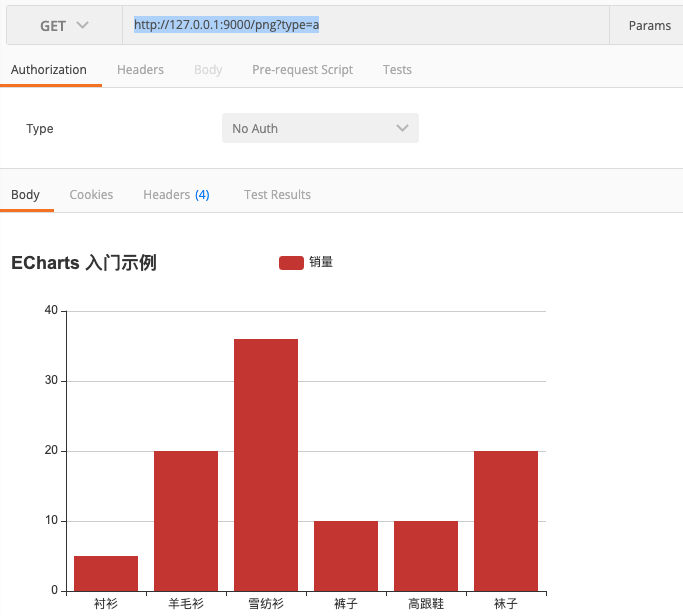 GET http://127.0.0.1:9000/png?type=a Params
Authorization Headers Body Pre-request Script Tests
Type No Auth
Body Cookies Headers (4) Test Results
ECharts 入门示例 销量
40
30
20
10
0
衬衫 羊毛衫 雪纺衫 裤子 高跟鞋 袜子